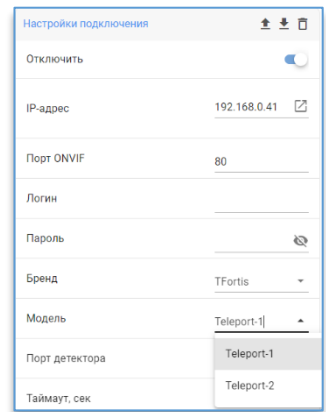 Настройки подключения
Отключить
IP-адрес 192.168.0.41
Порт ONVIF 80
Логин
Пароль
Бренд TFortis
Модель Teleport-1
Порт детектора Teleport-1
Teleport-2
Таймаут, сек